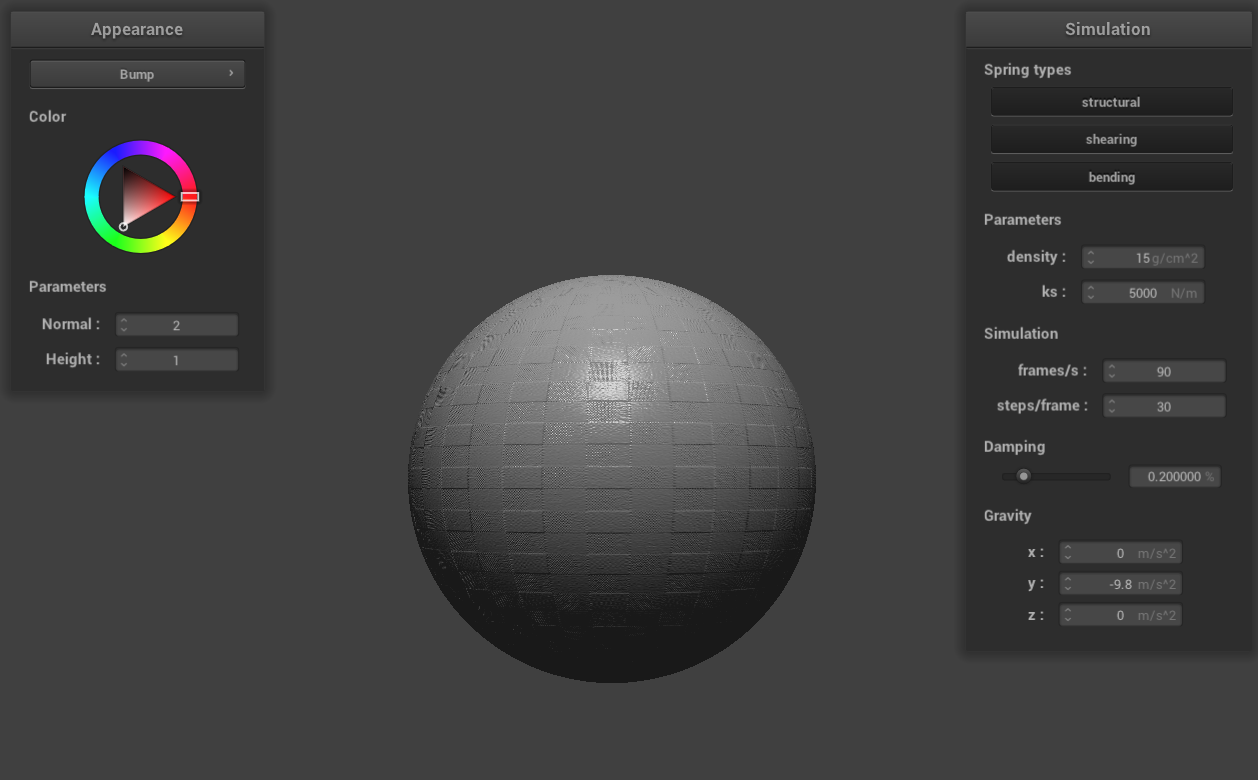 Appearance
Bump
Color
Parameters
Normal : 2
Height : 1
Simulation
Spring types
structural
shearing
bending
Parameters
density : 15 g/cm^2
ks : 5000 N/m
Simulation
frames/s : 90
steps/frame : 30
Damping
0.200000 %
Gravity
x : 0 m/s^2
y : -9.8 m/s^2
z : 0 m/s^2